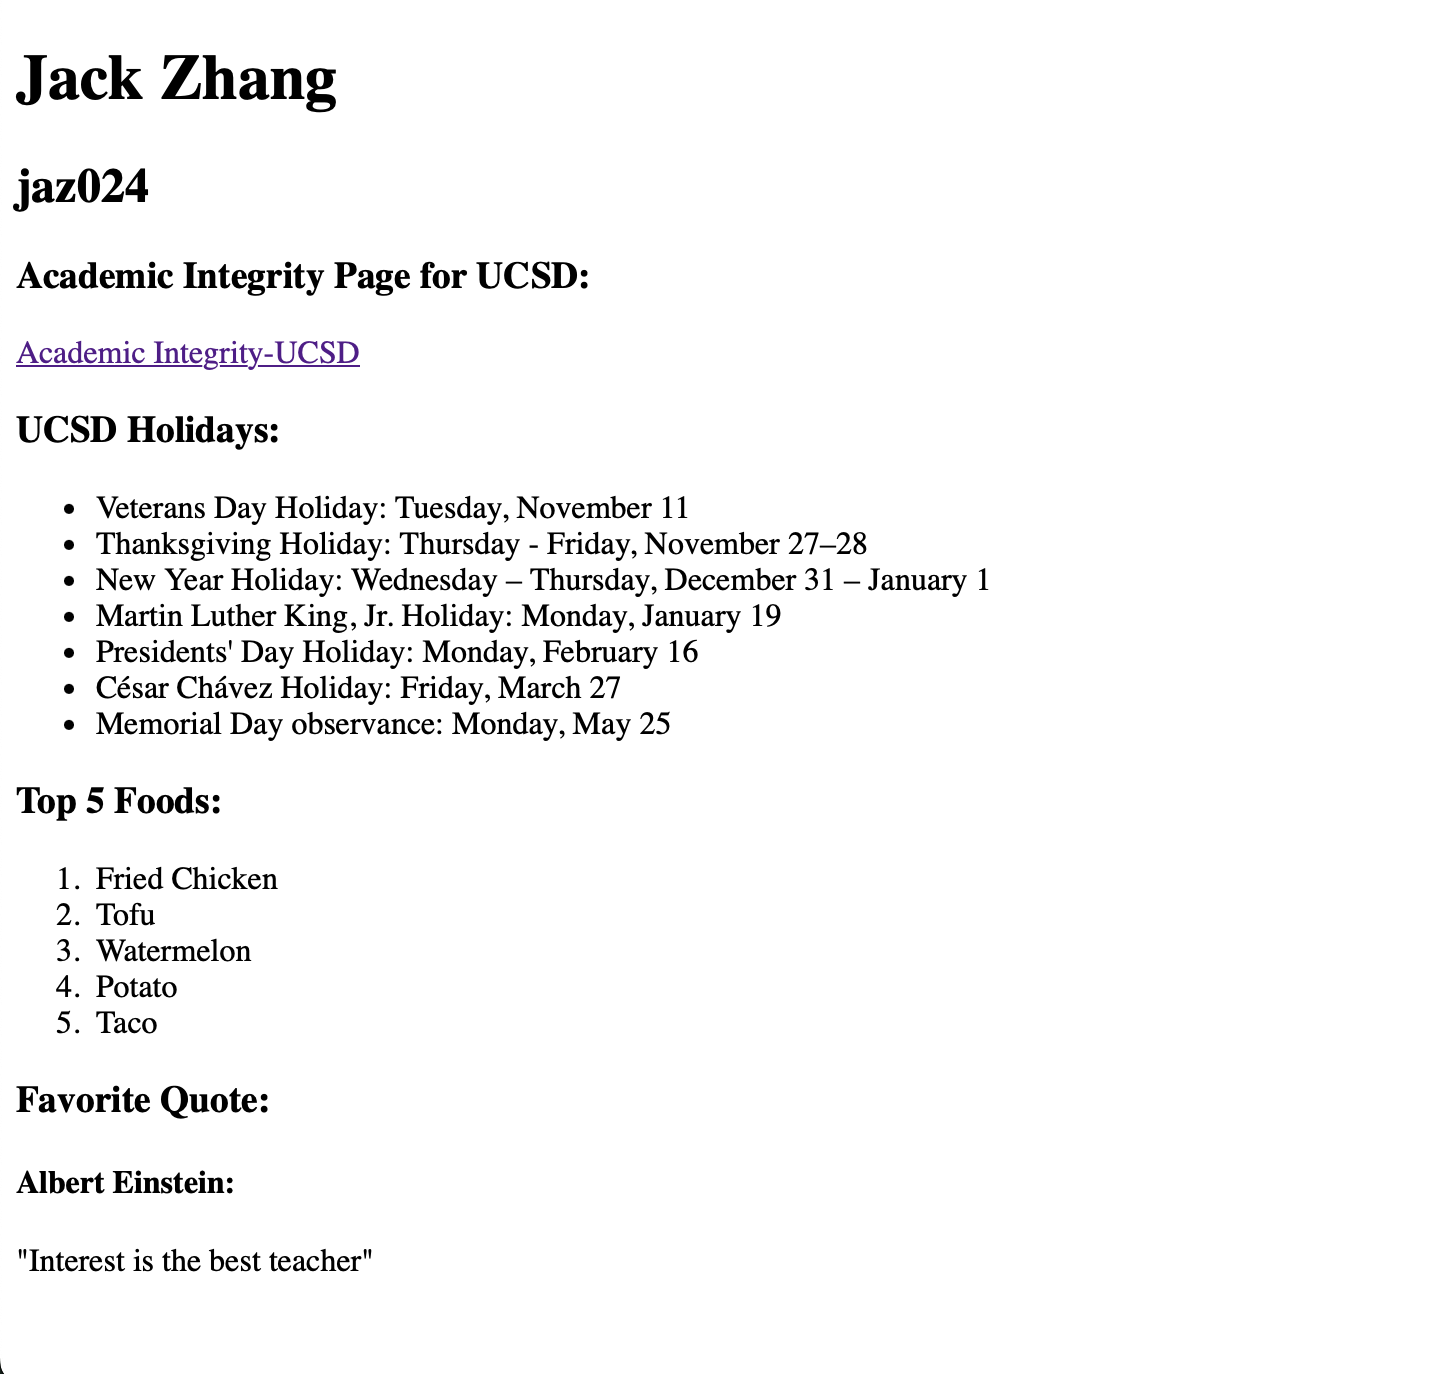 Jack Zhang
jaz024
Academic Integrity Page for UCSD:
Academic Integrity-UCSD
UCSD Holidays:
• Veterans Day Holiday: Tuesday, November 11
• Thanksgiving Holiday: Thursday - Friday, November 27–28
• New Year Holiday: Wednesday – Thursday, December 31 – January 1
• Martin Luther King, Jr. Holiday: Monday, January 19
• Presidents' Day Holiday: Monday, February 16
• César Chávez Holiday: Friday, March 27
• Memorial Day observance: Monday, May 25
Top 5 Foods:
1. Fried Chicken
2. Tofu
3. Watermelon
4. Potato
5. Taco
Favorite Quote:
Albert Einstein:
"Interest is the best teacher"